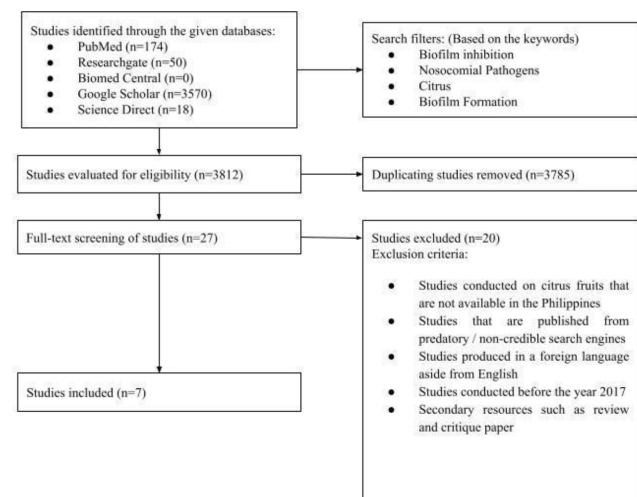 Studies identified through the given databases:
● PubMed (n=174)
● Researchgate (n=50)
● Biomed Central (n=0)
● Google Scholar (n=3570)
● Science Direct (n=18)
Search filters: (Based on the keywords)
● Biofilm inhibition
● Nosocomial Pathogens
● Citrus
● Biofilm Formation
Studies evaluated for eligibility (n=3812)
Duplicating studies removed (n=3785)
Full-text screening of studies (n=27)
Studies excluded (n=20)
Exclusion criteria:
● Studies conducted on citrus fruits that
are not available in the Philippines
● Studies that are published from
predatory / non-credible search engines
● Studies produced in a foreign language
aside from English
● Studies conducted before the year 2017
● Secondary resources such as review
and critique paper
Studies included (n=7)